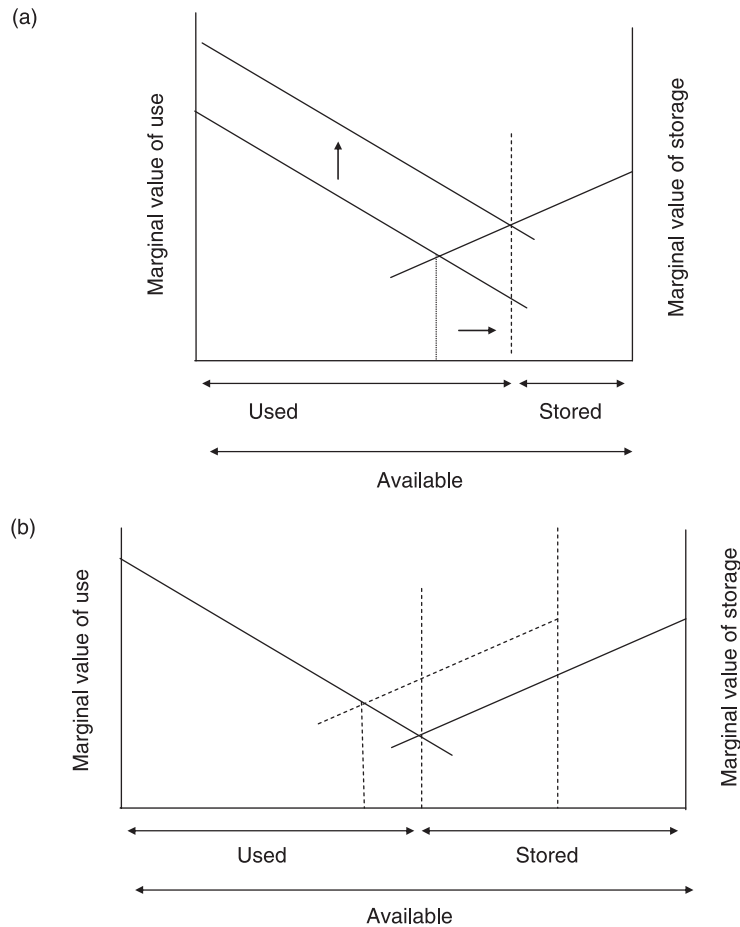 (a)
Marginal value of use
Marginal value of storage
Used
Stored
Available
(b)
Marginal value of use
Marginal value of storage
Used
Stored
Available